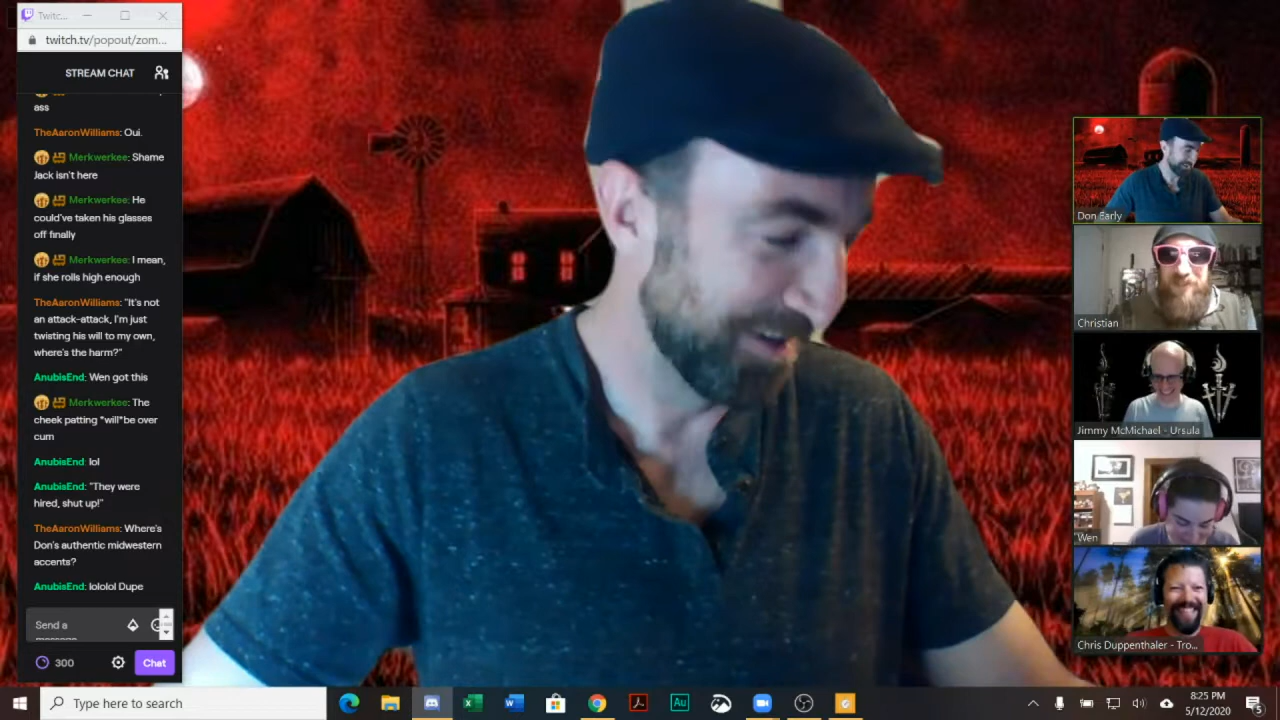 Twitc...
twitch.tv/popout/zom...
STREAM CHAT
ass
TheAaronWilliams: Oui.
Merkwerkee: Shame
Jack isn't here
Merkwerkee: He
could've taken his glasses
off finally
Merkwerkee: I mean,
if she rolls high enough
TheAaronWilliams: "It's not
an attack-attack, I'm just
twisting his will to my own,
where's the harm?"
AnubisEnd: Wen got this
Merkwerkee: The
cheek patting *will*be over
cum
AnubisEnd: lol
AnubisEnd: "They were
hired, shut up!"
TheAaronWilliams: Where's
Don's authentic midwestern
accents?
AnubisEnd: lololol Dupe
Send a
message
300
Chat
Don Early
Christian
Jimmy McMichael - Ursula
Wen
Chris Duppenthaler - Tro...
Type here to search
Au
8:25 PM
5/12/2020
5